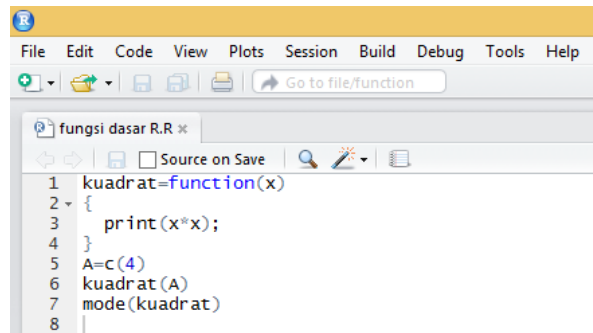 File Edit Code View Plots Session Build Debug Tools Help
Go to file/function
fungsi dasar R.R
Source on Save
1 kuadrat=function(x)
2 {
3 print(x*x);
4 }
5 A=c(4)
6 kuadrat(A)
7 mode(kuadrat)
8